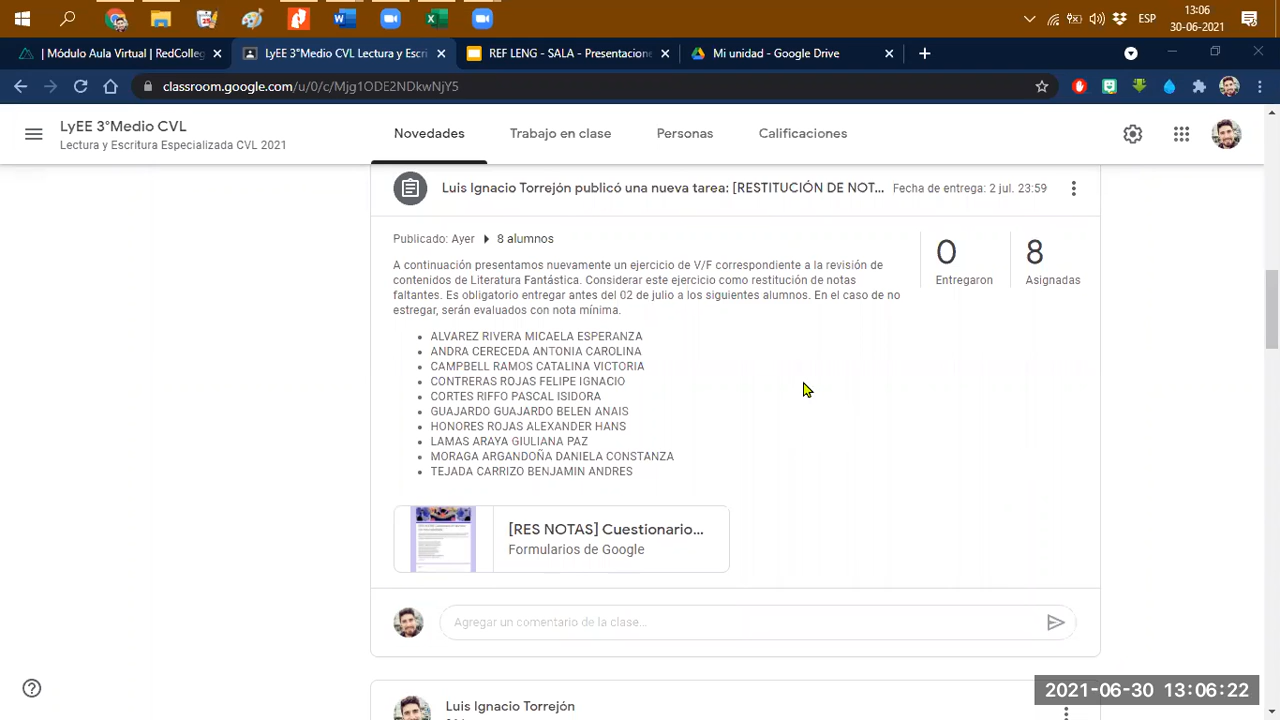 13:06
ESP
30-06-2021
| Módulo Aula Virtual | RedColleg
LyEE 3°Medio CVL Lectura y Escri
REF LENG - SALA - Presentacione
Mi unidad - Google Drive
classroom.google.com/u/0/c/Mjg1ODE2NDkwNjY5
LyEE 3°Medio CVL
Lectura y Escritura Especializada CVL 2021
Novedades
Trabajo en clase
Personas
Calificaciones
Luis Ignacio Torrejón publicó una nueva tarea: [RESTITUCIÓN DE NOT...
Fecha de entrega: 2 jul. 23:59
Publicado: Ayer
8 alumnos
0
Entregaron
8
Asignadas
A continuación presentamos nuevamente un ejercicio de V/F correspondiente a la revisión de
contenidos de Literatura Fantástica. Considerar este ejercicio como restitución de notas
faltantes. Es obligatorio entregar antes del 02 de julio a los siguientes alumnos. En el caso de no
estregar, serán evaluados con nota mínima.
ALVAREZ RIVERA MICAELA ESPERANZA
ANDRA CERECEDA ANTONIA CAROLINA
CAMPBELL RAMOS CATALINA VICTORIA
CONTRERAS ROJAS FELIPE IGNACIO
CORTES RIFFO PASCAL ISIDORA
GUAJARDO GUAJARDO BELEN ANAIS
HONORES ROJAS ALEXANDER HANS
LAMAS ARAYA GIULIANA PAZ
MORAGA ARGANDOÑA DANIELA CONSTANZA
TEJADA CARRIZO BENJAMIN ANDRES
[RES NOTAS] Cuestionario...
Formularios de Google
Agregar un comentario de la clase...
Luis Ignacio Torrejón
2021-06-30 13:06:22